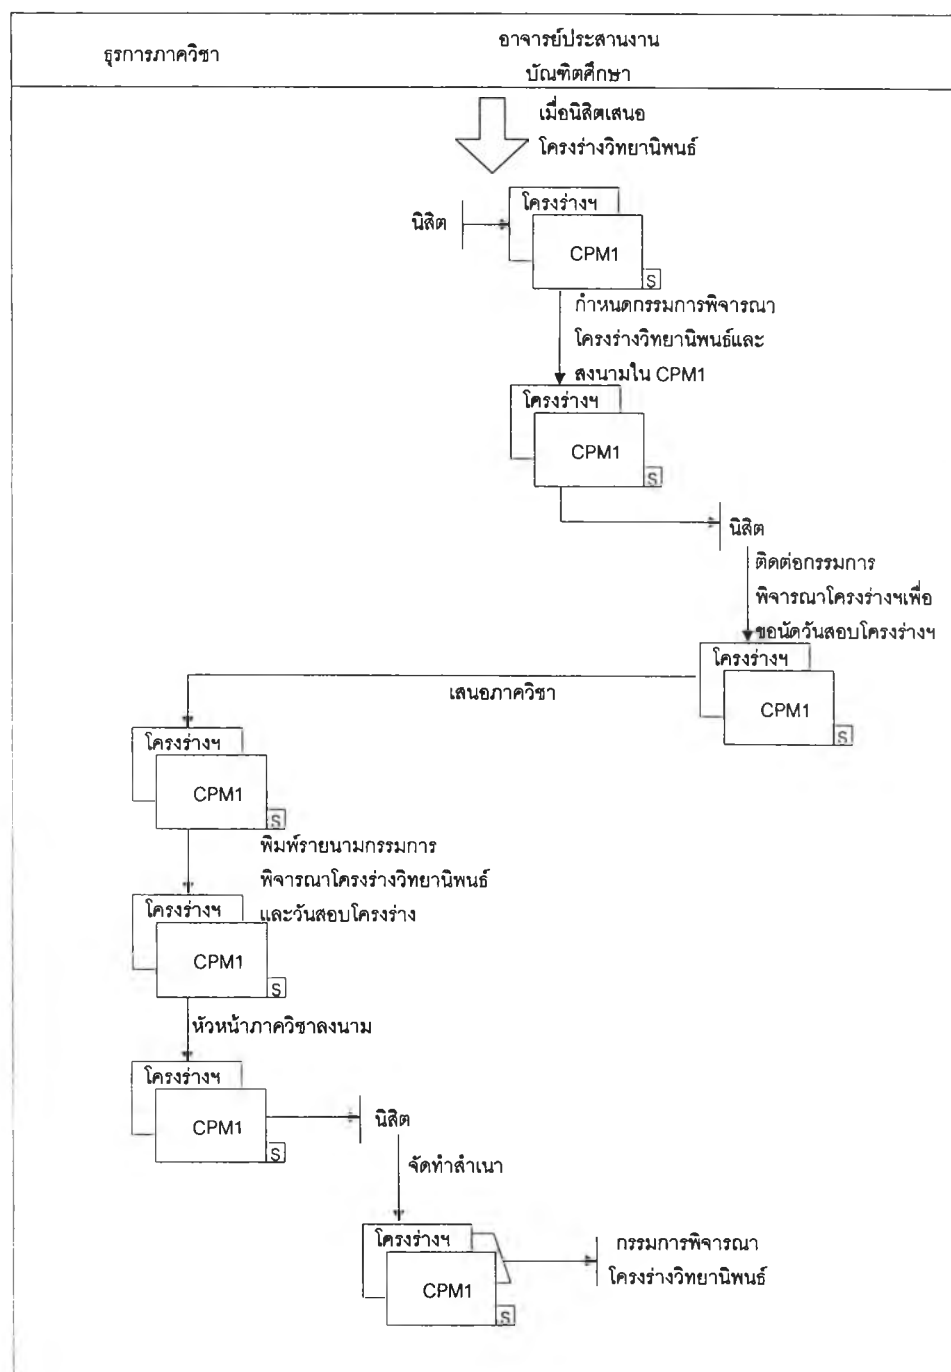 ธุรการภาควิชา
อาจารย์ประสานงาน
บัณฑิตศึกษา
เมื่อนิสิตเสนอ
โครงร่างวิทยานิพนธ์
นิสิต
โครงร่างฯ
CPM1
S
กำหนดกรรมการพิจารณา
โครงร่างวิทยานิพนธ์และ
ลงนามใน CPM1
โครงร่างฯ
CPM1
S
นิสิต
ติดต่อกรรมการ
พิจารณาโครงร่างฯเพื่อ
ขอนัดวันสอบโครงร่างฯ
โครงร่างฯ
CPM1
S
เสนอภาควิชา
โครงร่างฯ
CPM1
S
พิมพ์รายนามกรรมการ
พิจารณาโครงร่างวิทยานิพนธ์
และวันสอบโครงร่าง
โครงร่างฯ
CPM1
S
หัวหน้าภาควิชาลงนาม
โครงร่างฯ
CPM1
S
นิสิต
จัดทำสำเนา
โครงร่างฯ
CPM1
S
กรรมการพิจารณา
โครงร่างวิทยานิพนธ์